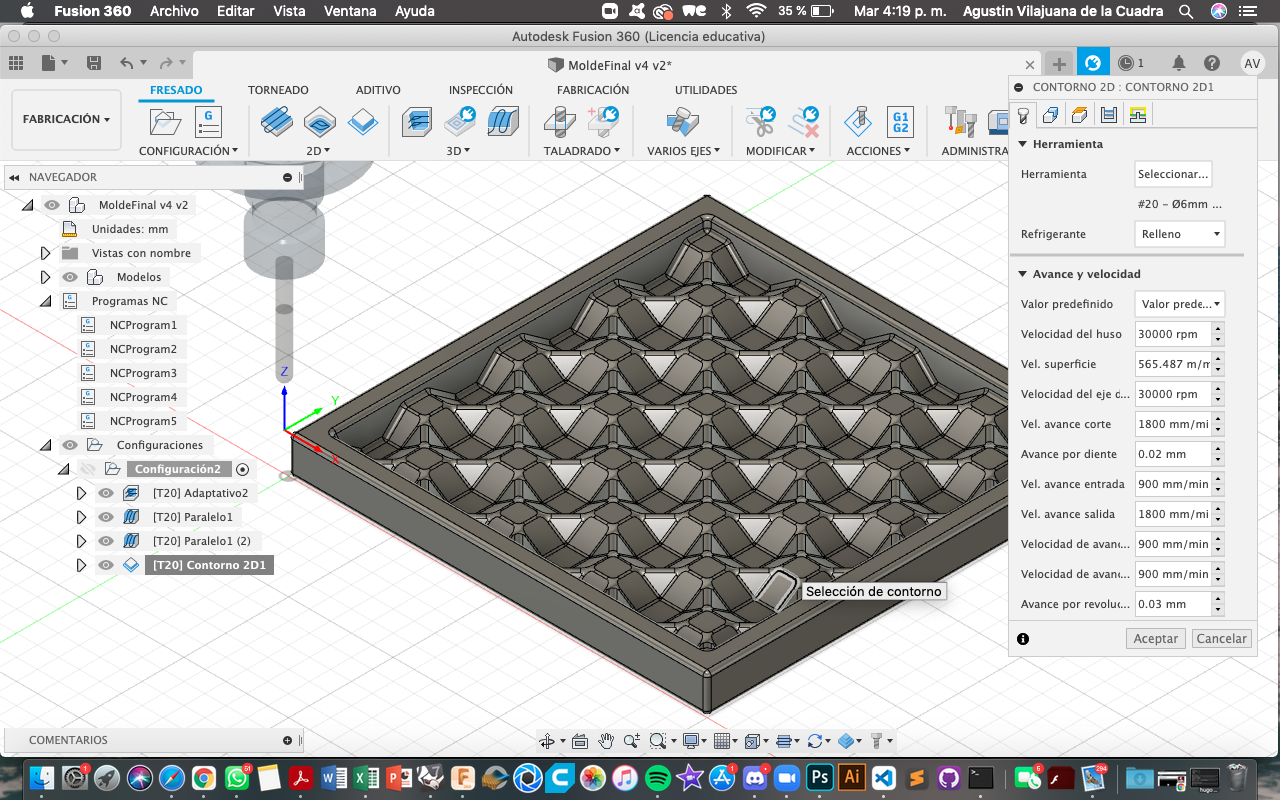 Fusion 360 Archivo Editar Vista Ventana Ayuda 35 % Mar 4:19 p. m. Agustin Vilajuana de la Cuadra
Autodesk Fusion 360 (Licencia educativa)
MoldeFinal v4 v2* 1 AV
FRESADO TORNEADO ADITIVO INSPECCIÓN FABRICACIÓN UTILIDADES
FABRICACIÓN
CONFIGURACIÓN 2D 3D TALADRADO VARIOS EJES MODIFICAR ACCIONES ADMINISTRA
G1
G2
CONTORNO 2D : CONTORNO 2D1
NAVEGADOR
MoldeFinal v4 v2
Unidades: mm
Vistas con nombre
Modelos
Programas NC
NCProgram1
NCProgram2
NCProgram3
NCProgram4
NCProgram5
Configuraciones
Configuración2
[T20] Adaptativo2
[T20] Paralelo1
[T20] Paralelo1 (2)
[T20] Contorno 2D1
Z
Y
X
Selección de contorno
Herramienta
Herramienta Seleccionar...
#20 - Ø6mm ...
Refrigerante Relleno
Avance y velocidad
Valor predefinido Valor prede...
Velocidad del huso 30000 rpm
Vel. superficie 565.487 m/m
Velocidad del eje d... 30000 rpm
Vel. avance corte 1800 mm/mi
Avance por diente 0.02 mm
Vel. avance entrada 900 mm/min
Vel. avance salida 1800 mm/mi
Velocidad de avanc... 900 mm/min
Velocidad de avanc... 900 mm/min
Avance por revoluc... 0.03 mm
Aceptar Cancelar
COMENTARIOS